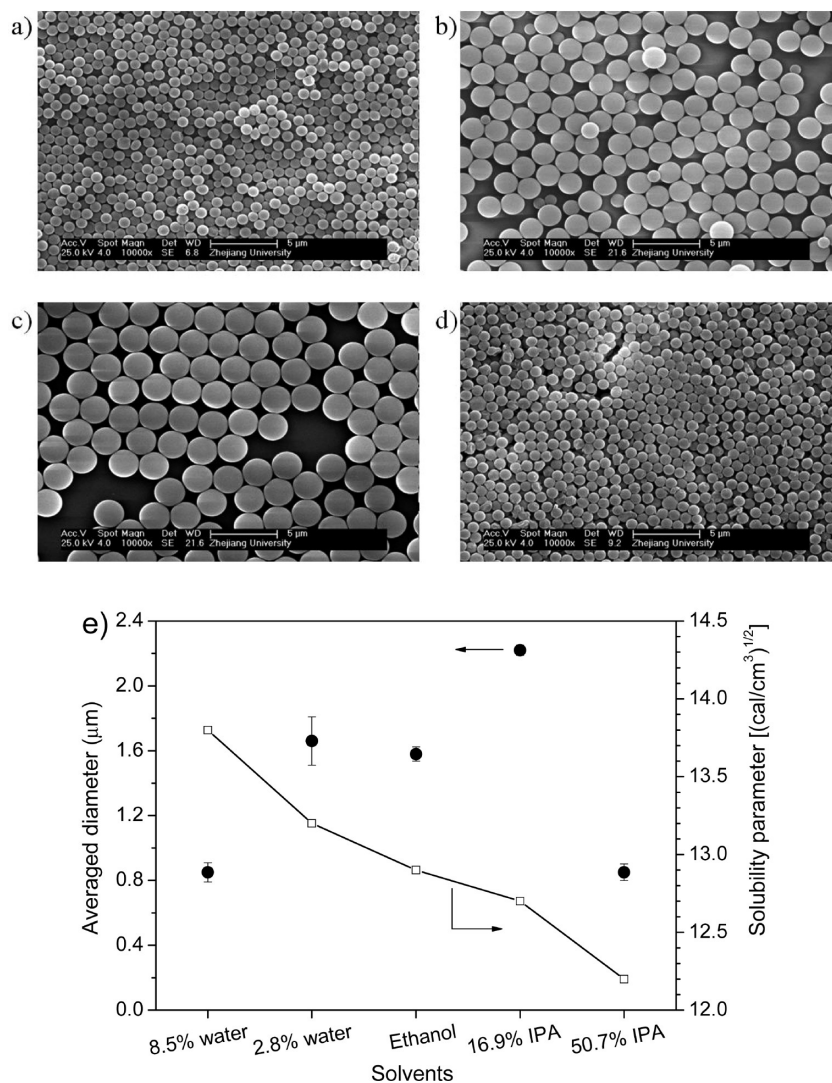 a)
Acc.V Spot Magn Det WD 5 μm
25.0 kV 4.0 10000x SE 6.8 Zhejiang University
b)
Acc.V Spot Magn Det WD 5 μm
25.0 kV 4.0 10000x SE 21.6 Zhejiang University
c)
Acc.V Spot Magn Det WD 5 μm
25.0 kV 4.0 10000x SE 21.6 Zhejiang University
d)
Acc.V Spot Magn Det WD 5 μm
25.0 kV 4.0 10000x SE 9.2 Zhejiang University
e)
Averaged diameter (μm)
2.4
2.0
1.6
1.2
0.8
0.4
0.0
14.5
14.0
13.5
13.0
12.5
12.0
Solubility parameter [(cal/cm³)¹/²]
8.5% water
2.8% water
Ethanol
16.9% IPA
50.7% IPA
Solvents